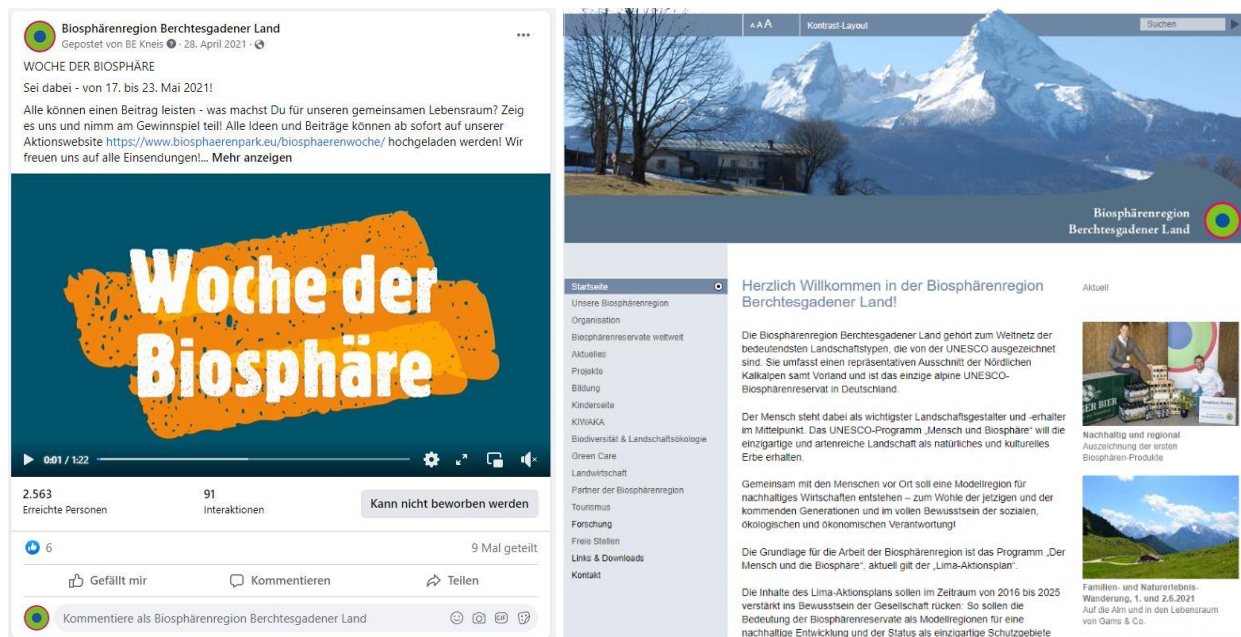 Biosphärenregion Berchtesgadener Land
Gepostet von BE Kneis · 28. April 2021 ·
WOCHE DER BIOSPHÄRE
Sei dabei - von 17. bis 23. Mai 2021!
Alle können einen Beitrag leisten - was machst Du für unseren gemeinsamen Lebensraum? Zeig
es uns und nimm am Gewinnspiel teil! Alle Ideen und Beiträge können ab sofort auf unserer
Aktionswebsite https://www.biosphaerenpark.eu/biosphaerenwoche/ hochgeladen werden! Wir
freuen uns auf alle Einsendungen!... Mehr anzeigen
Woche der
Biosphäre
0:01 / 1:22
2.563
Erreichte Personen
91
Interaktionen
Kann nicht beworben werden
6
9 Mal geteilt
Gefällt mir
Kommentieren
Teilen
Kommentiere als Biosphärenregion Berchtesgadener Land
GIF
A A A
Kontrast-Layout
Suchen
Biosphärenregion
Berchtesgadener Land
Startseite
Unsere Biosphärenregion
Organisation
Biosphärenreservate weltweit
Aktuelles
Projekte
Bildung
Kinderseite
KIWAKA
Biodiversität & Landschaftsökologie
Green Care
Landwirtschaft
Partner der Biosphärenregion
Tourismus
Forschung
Freie Stellen
Links & Downloads
Kontakt
Herzlich Willkommen in der Biosphärenregion
Berchtesgadener Land!
Die Biosphärenregion Berchtesgadener Land gehört zum Weltnetz der
bedeutendsten Landschaftstypen, die von der UNESCO ausgezeichnet
sind. Sie umfasst einen repräsentativen Ausschnitt der Nördlichen
Kalkalpen samt Vorland und ist das einzige alpine UNESCO-
Biosphärenreservat in Deutschland.
Der Mensch steht dabei als wichtigster Landschaftsgestalter und -erhalter
im Mittelpunkt. Das UNESCO-Programm „Mensch und Biosphäre" will die
einzigartige und artenreiche Landschaft als natürliches und kulturelles
Erbe erhalten.
Gemeinsam mit den Menschen vor Ort soll eine Modellregion für
nachhaltiges Wirtschaften entstehen – zum Wohle der jetzigen und der
kommenden Generationen und im vollen Bewusstsein der sozialen,
ökologischen und ökonomischen Verantwortung!
Die Grundlage für die Arbeit der Biosphärenregion ist das Programm „Der
Mensch und die Biosphäre", aktuell gilt der „Lima-Aktionsplan".
Die Inhalte des Lima-Aktionsplans sollen im Zeitraum von 2016 bis 2025
verstärkt ins Bewusstsein der Gesellschaft rücken: So sollen die
Bedeutung der Biosphärenreservate als Modellregionen für eine
nachhaltige Entwicklung und der Status als einzigartige Schutzgebiete
Aktuell
ER BIER
Nachhaltig und regional
Auszeichnung der ersten
Biosphären-Produkte
Familien- und Naturerlebnis-
Wanderung, 1. und 2.6.2021
Auf die Alm und in den Lebensraum
von Gams & Co.